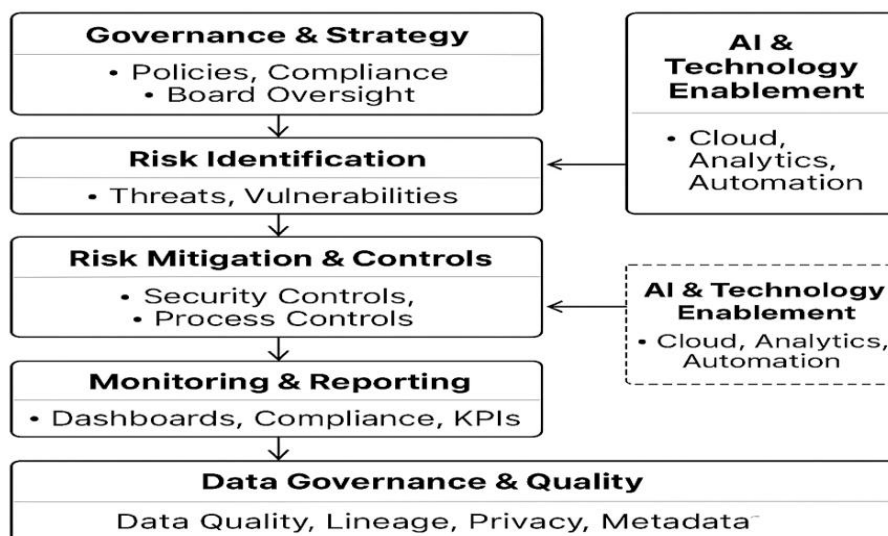 Governance & Strategy
• Policies, Compliance
• Board Oversight
Risk Identification
• Threats, Vulnerabilities
Risk Mitigation & Controls
• Security Controls,
• Process Controls
Monitoring & Reporting
• Dashboards, Compliance, KPIs
Data Governance & Quality
Data Quality, Lineage, Privacy, Metadata
AI &
Technology
Enablement
• Cloud,
Analytics,
Automation
AI & Technology
Enablement
• Cloud, Analytics,
Automation